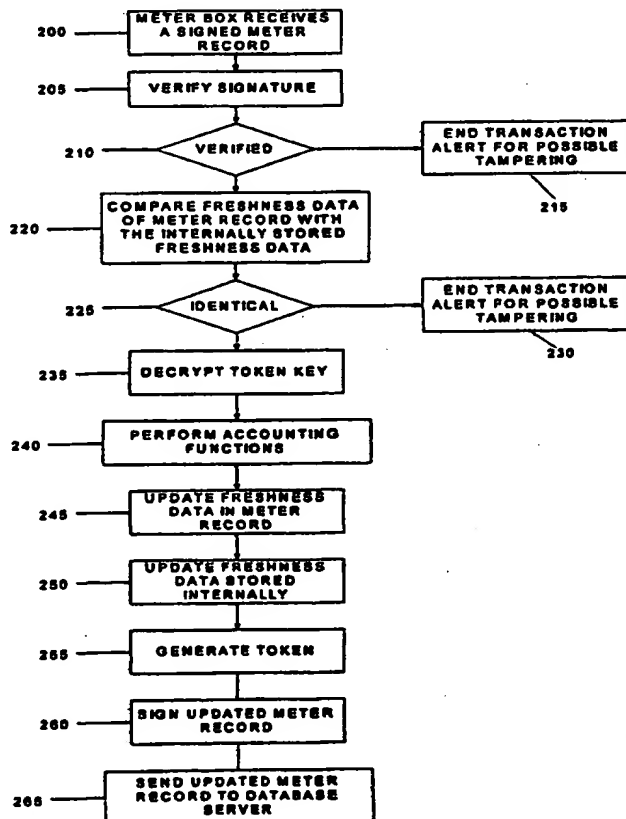 200
METER BOX RECEIVES
A SIGNED METER
RECORD
205
VERIFY SIGNATURE
210
VERIFIED
END TRANSACTION
ALERT FOR POSSIBLE
TAMPERING
215
220
COMPARE FRESHNESS DATA
OF METER RECORD WITH
THE INTERNALLY STORED
FRESHNESS DATA
225
IDENTICAL
END TRANSACTION
ALERT FOR POSSIBLE
TAMPERING
230
235
DECRYPT TOKEN KEY
240
PERFORM ACCOUNTING
FUNCTIONS
245
UPDATE FRESHNESS
DATA IN METER
RECORD
250
UPDATE FRESHNESS
DATA STORED
INTERNALLY
255
GENERATE TOKEN
260
SIGN UPDATED METER
RECORD
265
SEND UPDATED METER
RECORD TO DATABASE
SERVER